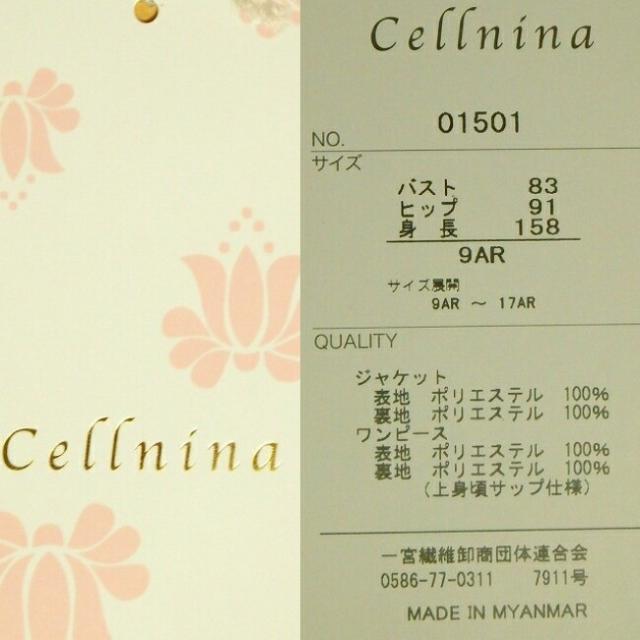 Cellnina
Cellnina
NO. 01501
サイズ
バスト 83
ヒップ 91
身長 158
9AR
サイズ展開
9AR ～ 17AR
QUALITY
ジャケット
表地 ポリエステル 100%
裏地 ポリエステル 100%
ワンピース
表地 ポリエステル 100%
裏地 ポリエステル 100%
(上身頃サップ仕様)
一宮繊維卸商団体連合会
0586-77-0311 7911号
MADE IN MYANMAR